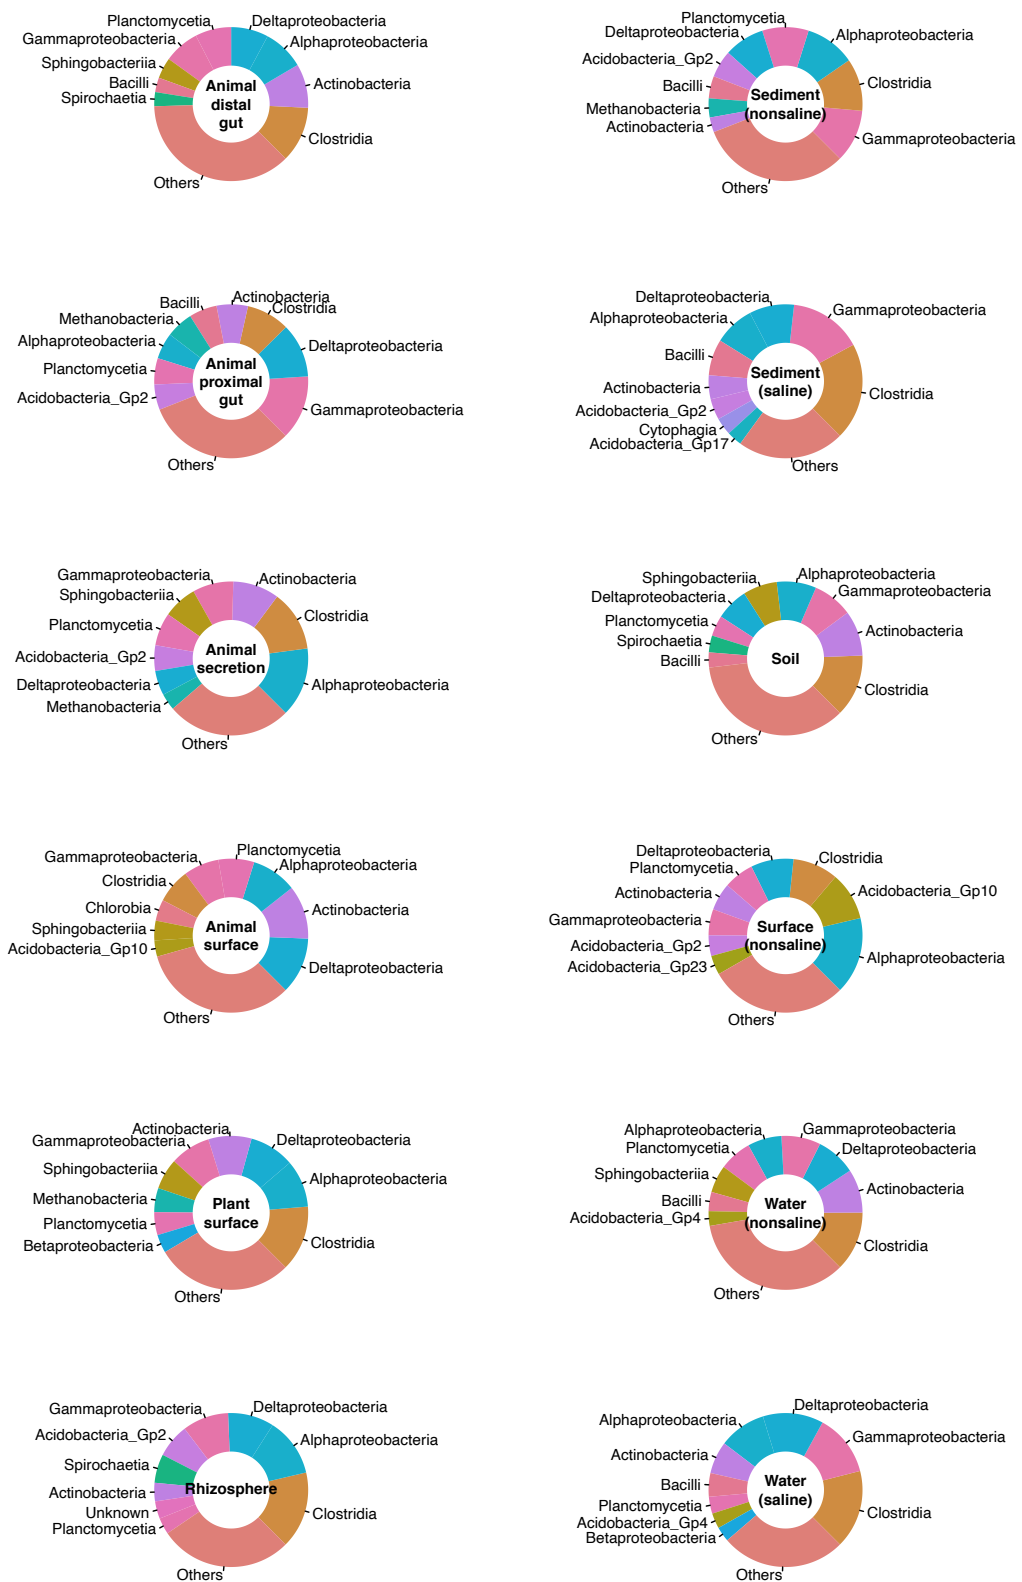 Planctomycetia
Deltaproteobacteria
Gammaproteobacteria
Alphaproteobacteria
Sphingobacteriia
Bacilli
Actinobacteria
Spirochaetia
Animal
distal
gut
Clostridia
Others
Planctomycetia
Deltaproteobacteria
Alphaproteobacteria
Acidobacteria_Gp2
Bacilli
Clostridia
Methanobacteria
Actinobacteria
Sediment
(nonsaline)
Gammaproteobacteria
Others
Actinobacteria
Bacilli
Clostridia
Methanobacteria
Alphaproteobacteria
Deltaproteobacteria
Planctomycetia
Acidobacteria_Gp2
Animal
proximal
gut
Gammaproteobacteria
Others
Deltaproteobacteria
Gammaproteobacteria
Alphaproteobacteria
Bacilli
Sediment
(saline)
Actinobacteria
Clostridia
Acidobacteria_Gp2
Cytophagia
Acidobacteria_Gp17
Others
Gammaproteobacteria
Actinobacteria
Sphingobacteriia
Clostridia
Planctomycetia
Acidobacteria_Gp2
Animal
secretion
Deltaproteobacteria
Alphaproteobacteria
Methanobacteria
Others
Sphingobacteriia
Alphaproteobacteria
Deltaproteobacteria
Gammaproteobacteria
Planctomycetia
Actinobacteria
Spirochaetia
Bacilli
Soil
Clostridia
Others
Gammaproteobacteria
Planctomycetia
Alphaproteobacteria
Clostridia
Chlorobia
Actinobacteria
Sphingobacteriia
Acidobacteria_Gp10
Animal
surface
Deltaproteobacteria
Others
Deltaproteobacteria
Clostridia
Planctomycetia
Acidobacteria_Gp10
Actinobacteria
Gammaproteobacteria
Surface
(nonsaline)
Acidobacteria_Gp2
Alphaproteobacteria
Acidobacteria_Gp23
Others
Actinobacteria
Gammaproteobacteria
Deltaproteobacteria
Sphingobacteriia
Alphaproteobacteria
Methanobacteria
Plant
surface
Planctomycetia
Betaproteobacteria
Clostridia
Others
Alphaproteobacteria
Gammaproteobacteria
Planctomycetia
Deltaproteobacteria
Sphingobacteriia
Actinobacteria
Bacilli
Acidobacteria_Gp4
Water
(nonsaline)
Clostridia
Others
Gammaproteobacteria
Deltaproteobacteria
Acidobacteria_Gp2
Alphaproteobacteria
Spirochaetia
Rhizosphere
Actinobacteria
Unknown
Clostridia
Planctomycetia
Others
Deltaproteobacteria
Alphaproteobacteria
Gammaproteobacteria
Actinobacteria
Bacilli
Water
(saline)
Planctomycetia
Clostridia
Acidobacteria_Gp4
Betaproteobacteria
Others